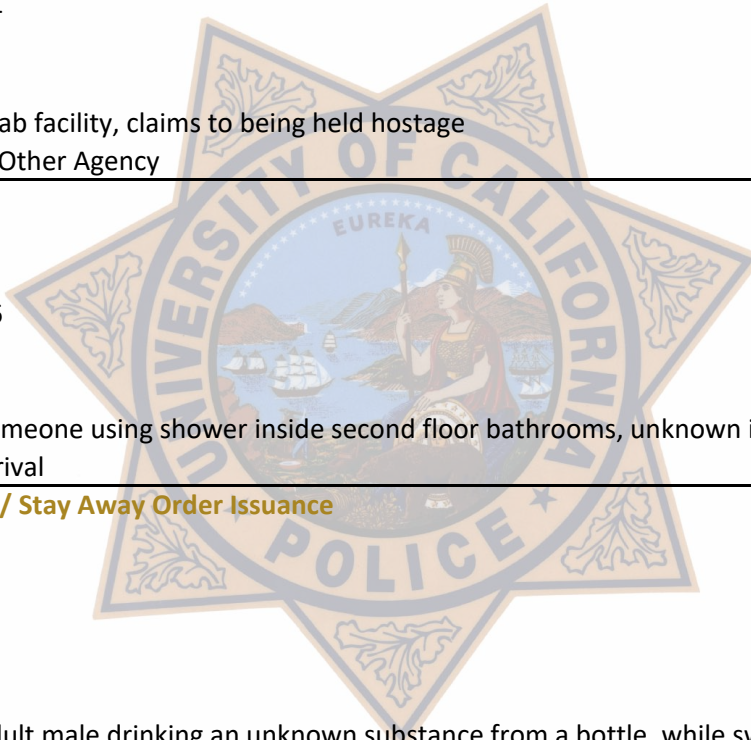 ab facility, claims to being held hostage
Other Agency
UNIVERSITY OF CALIFORNIA
EUREKA
meone using shower inside second floor bathrooms, unknown i
rival
/ Stay Away Order Issuance
POLICE
ult male drinking an unknown substance from a bottle, while sw